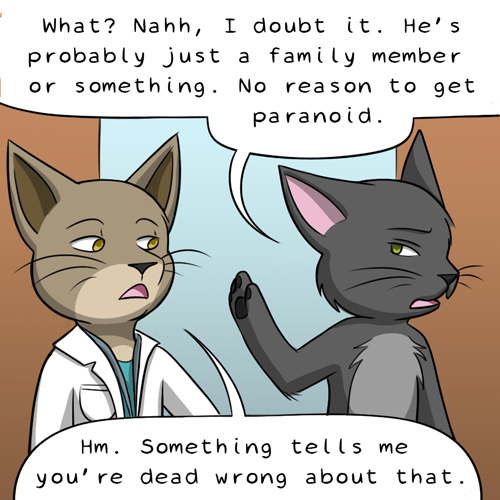 What? Nahh, I doubt it. He's
probably just a family member
or something. No reason to get
paranoid.
Hm. Something tells me
you're dead wrong about that.